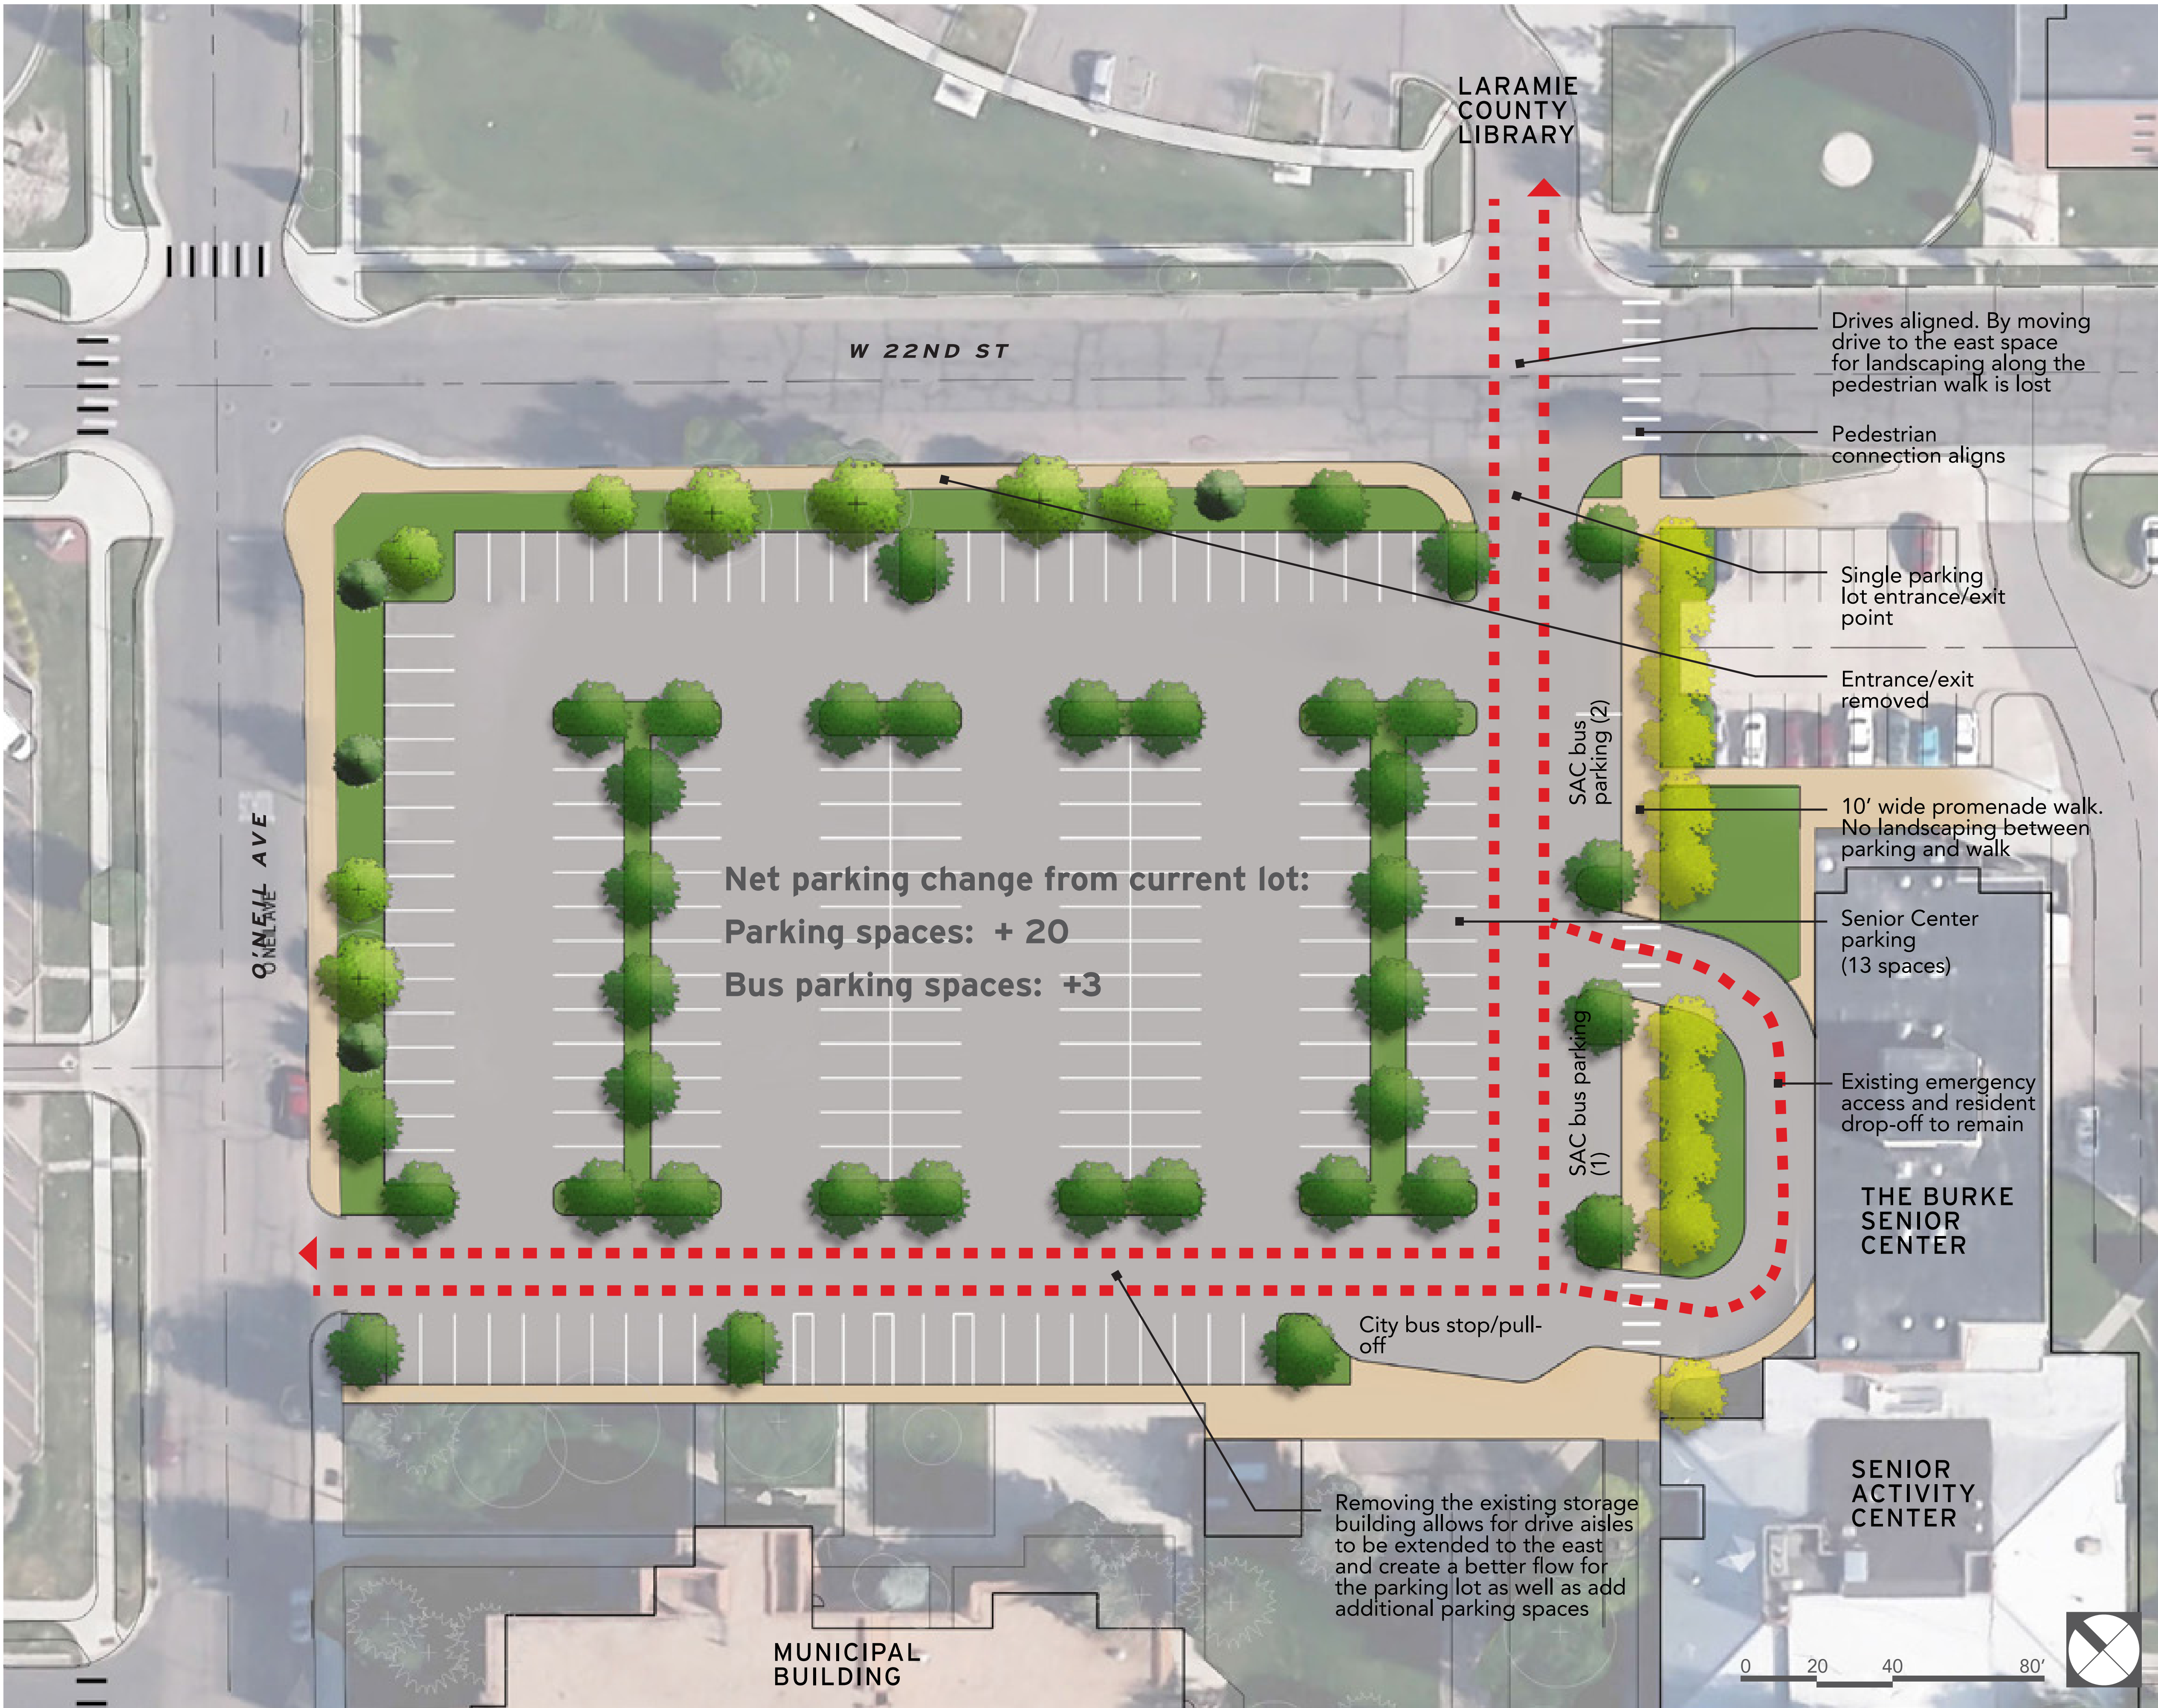 LARAMIE
COUNTY
LIBRARY
W 22ND ST
Drives aligned. By moving
drive to the east space
for landscaping along the
pedestrian walk is lost
Pedestrian
connection aligns
Single parking
lot entrance/exit
point
Entrance/exit
removed
SAC bus
parking (2)
10' wide promenade walk.
No landscaping between
parking and walk
O'NEIL AVE
ONEIL AVE
Net parking change from current lot:
Parking spaces: + 20
Bus parking spaces: +3
Senior Center
parking
(13 spaces)
SAC bus parking
(1)
Existing emergency
access and resident
drop-off to remain
THE BURKE
SENIOR
CENTER
City bus stop/pull-
off
SENIOR
ACTIVITY
CENTER
Removing the existing storage
building allows for drive aisles
to be extended to the east
and create a better flow for
the parking lot as well as add
additional parking spaces
MUNICIPAL
BUILDING
0 20 40 80'